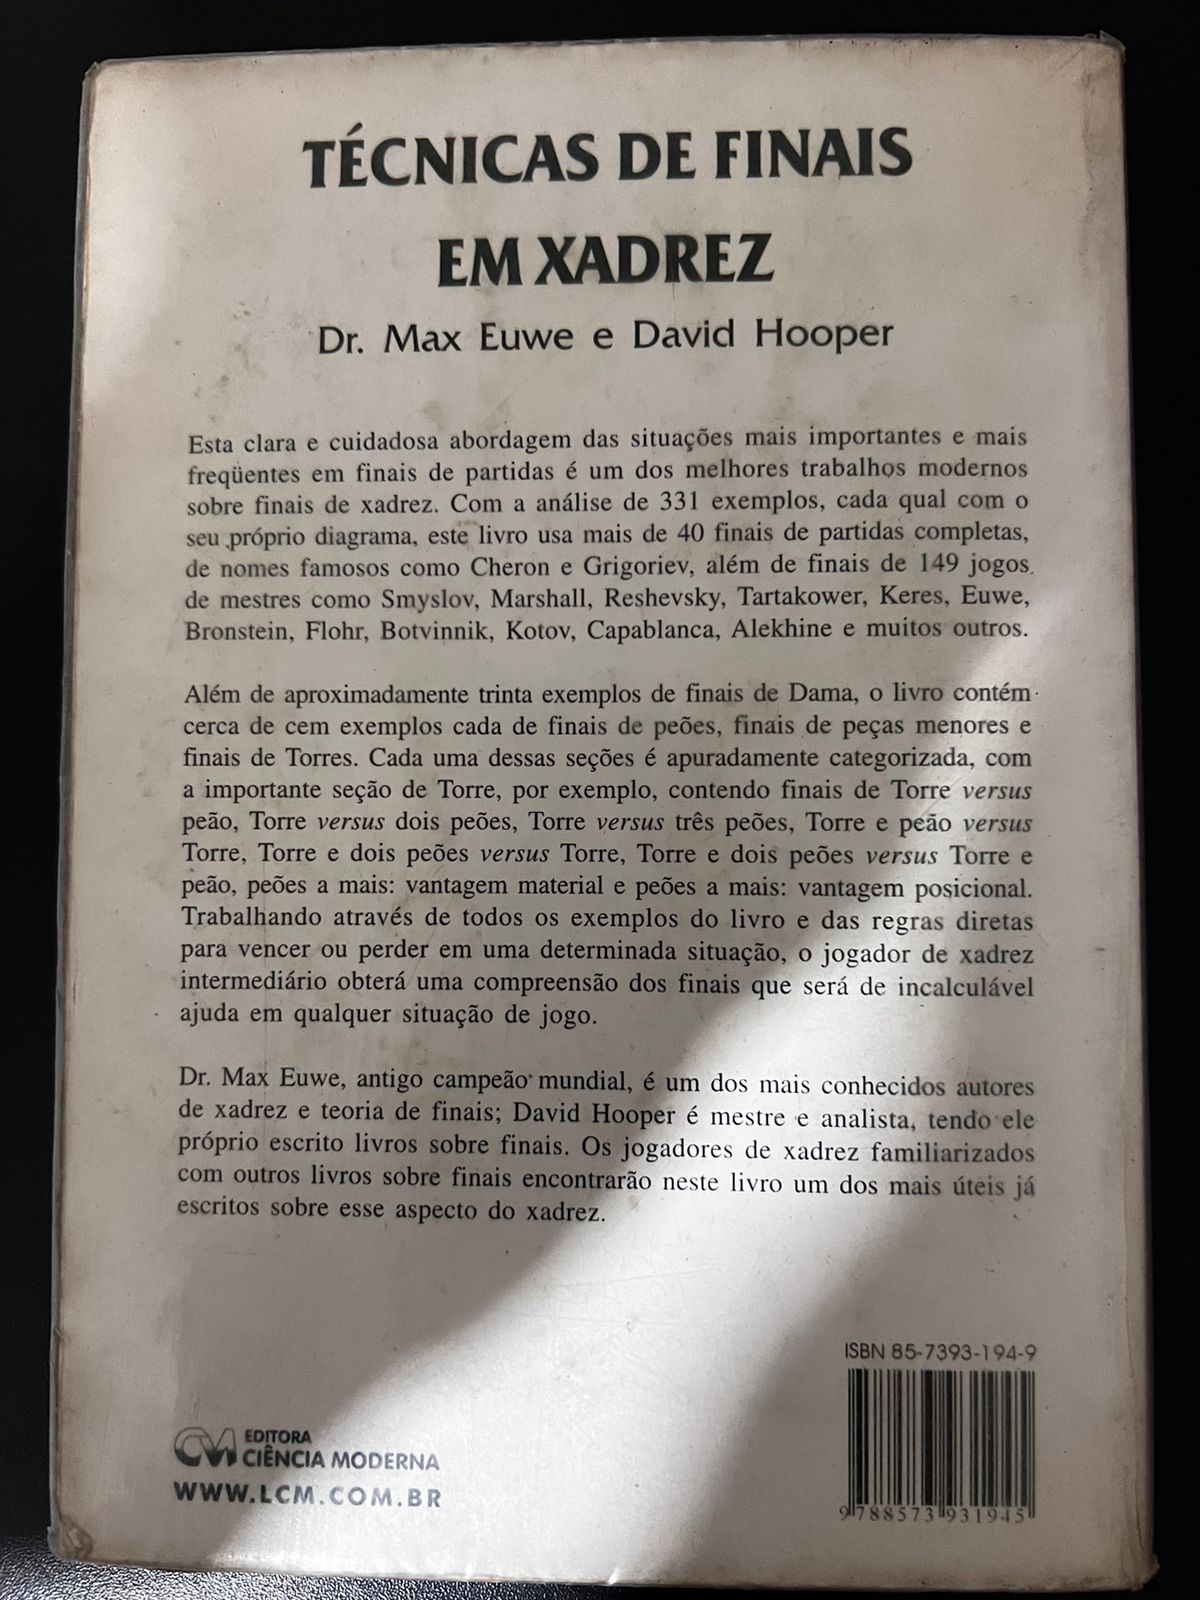 TÉCNICAS DE FINAIS
EM XADREZ
Dr. Max Euwe e David Hooper
Esta clara e cuidadosa abordagem das situações mais importantes e mais
freqüentes em finais de partidas é um dos melhores trabalhos modernos
sobre finais de xadrez. Com a análise de 331 exemplos, cada qual com o
seu próprio diagrama, este livro usa mais de 40 finais de partidas completas,
de nomes famosos como Cheron e Grigoriev, além de finais de 149 jogos
de mestres como Smyslov, Marshall, Reshevsky, Tartakower, Keres, Euwe,
Bronstein, Flohr, Botvinnik, Kotov, Capablanca, Alekhine e muitos outros.
Além de aproximadamente trinta exemplos de finais de Dama, o livro contém
cerca de cem exemplos cada de finais de peões, finais de peças menores e
finais de Torres. Cada uma dessas seções é apuradamente categorizada, com
a importante seção de Torre, por exemplo, contendo finais de Torre versus
peão, Torre versus dois peões, Torre versus três peões, Torre e peão versus
Torre, Torre e dois peões versus Torre, Torre e dois peões versus Torre e
peão, peões a mais: vantagem material e peões a mais: vantagem posicional.
Trabalhando através de todos os exemplos do livro e das regras diretas
para vencer ou perder em uma determinada situação, o jogador de xadrez
intermediário obterá uma compreensão dos finais que será de incalculável
ajuda em qualquer situação de jogo.
Dr. Max Euwe, antigo campeão mundial, é um dos mais conhecidos autores
de xadrez e teoria de finais; David Hooper é mestre e analista, tendo ele
próprio escrito livros sobre finais. Os jogadores de xadrez familiarizados
com outros livros sobre finais encontrarão neste livro um dos mais úteis já
escritos sobre esse aspecto do xadrez.
ISBN 85-7393-194-9
9 788573 931945
EDITORA
CIÊNCIA MODERNA
WWW.LCM.COM.BR